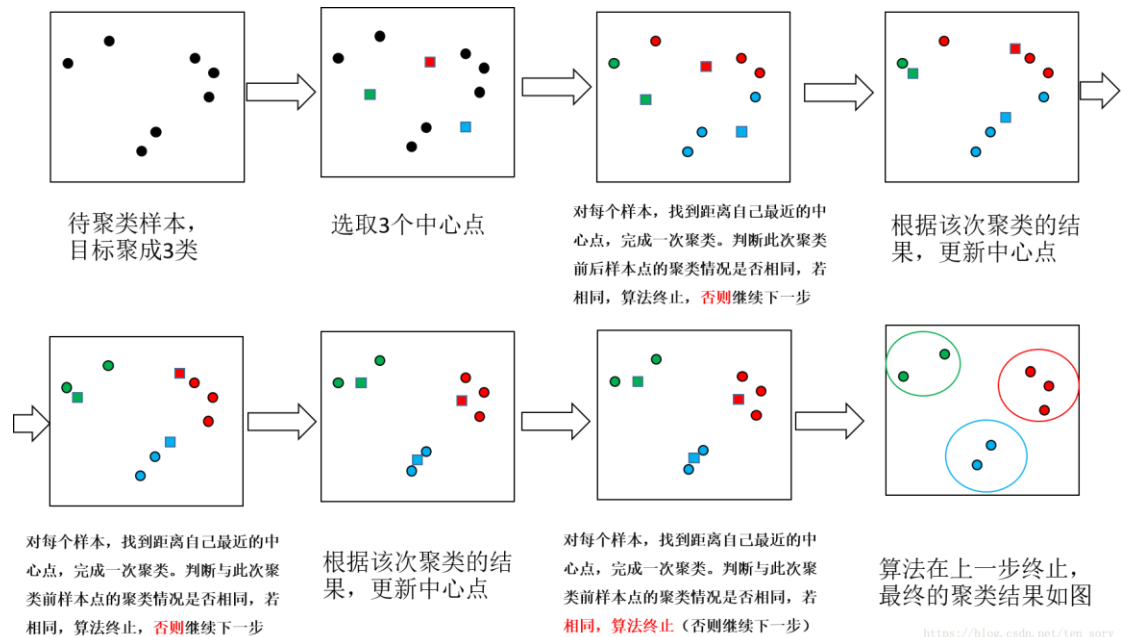 待聚类样本，
目标聚成3类
选取3个中心点
对每个样本，找到距离自己最近的中
心点，完成一次聚类。判断此次聚类
前后样本点的聚类情况是否相同，若
相同，算法终止，否则继续下一步
根据该次聚类的结
果，更新中心点
对每个样本，找到距离自己最近的中
心点，完成一次聚类。判断与此次聚
类前样本点的聚类情况是否相同，若
相同，算法终止，否则继续下一步
根据该次聚类的结
果，更新中心点
对每个样本，找到距离自己最近的中
心点，完成一次聚类。判断与此次聚
类前样本点的聚类情况是否相同，若
相同，算法终止（否则继续下一步）
算法在上一步终止，
最终的聚类结果如图
https://blog.csdn.net/ten_sory